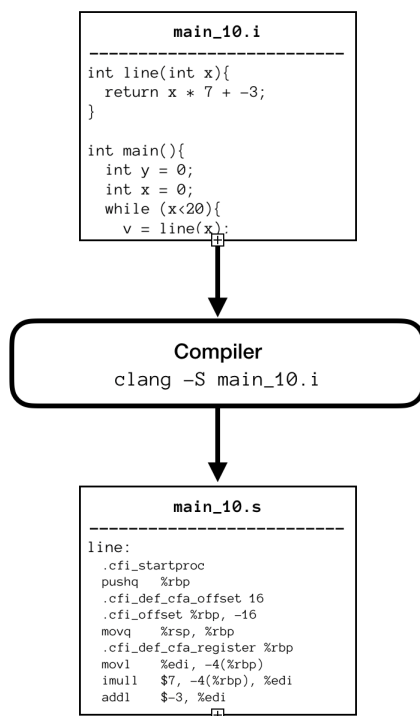 main_10.i
---------------------------
int line(int x){
return x * 7 + -3;
}
int main(){
int y = 0;
int x = 0;
while (x<20){
y = line(x);
Compiler
clang -S main_10.i
main_10.s
---------------------------
line:
.cfi_startproc
pushq %rbp
.cfi_def_cfa_offset 16
.cfi_offset %rbp, -16
movq %rsp, %rbp
.cfi_def_cfa_register %rbp
movl %edi, -4(%rbp)
imull $7, -4(%rbp), %edi
addl $-3, %edi